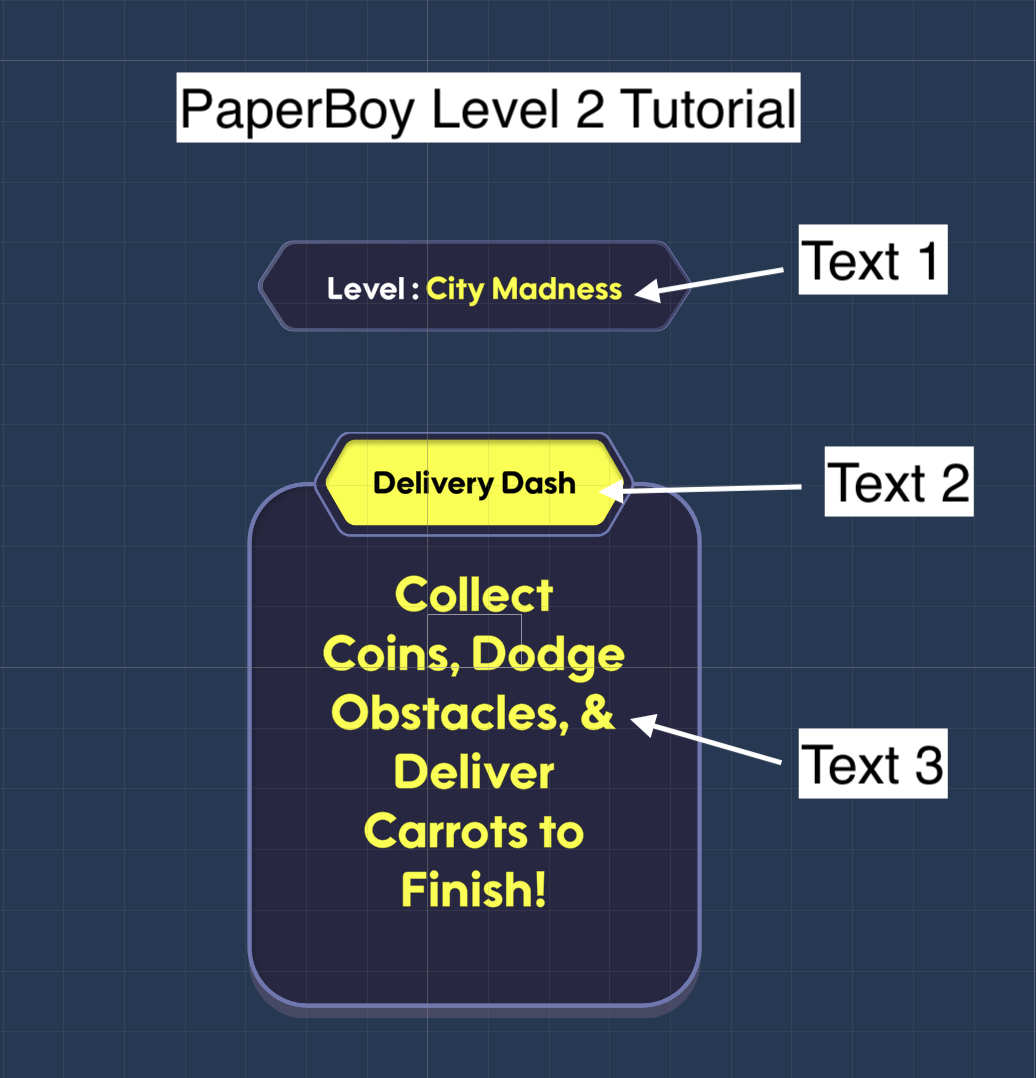 PaperBoy Level 2 Tutorial
Text 1
Level : City Madness
Delivery Dash
Text 2
Collect
Coins, Dodge
Obstacles, &
Deliver
Carrots to
Finish!
Text 3